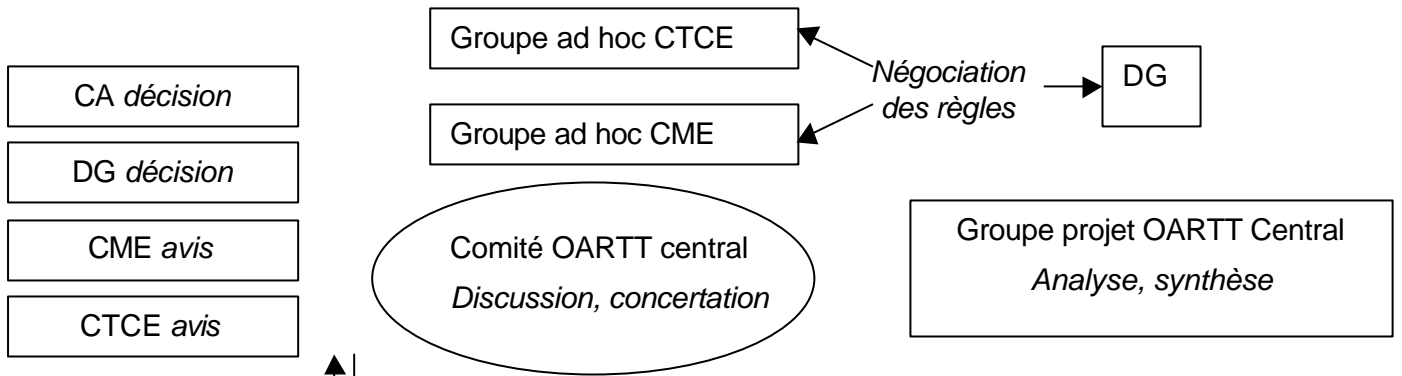 CA décision
DG décision
CME avis
CTCE avis
Groupe ad hoc CTCE
Groupe ad hoc CME
Négociation
des règles
DG
Comité OARTT central
Discussion, concertation
Groupe projet OARTT Central
Analyse, synthèse